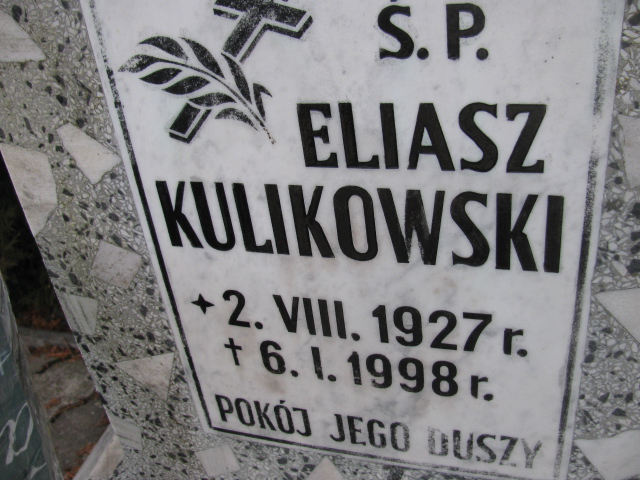 Ś. P.
ELIASZ
KULIKOWSKI
✦ 2. VIII. 1927 r.
† 6. I. 1998 r.
POKÓJ JEGO DUSZY